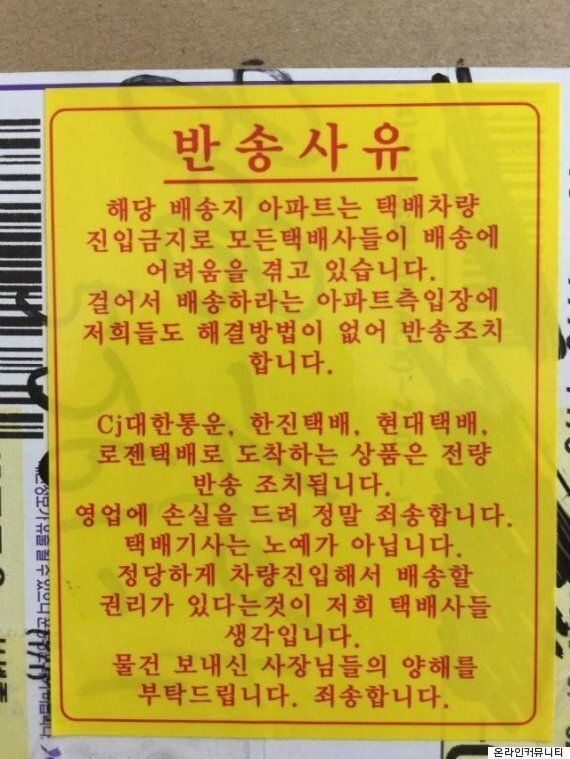 반송사유
해당 배송지 아파트는 택배차량
진입금지로 모든택배사들이 배송에
어려움을 겪고 있습니다.
걸어서 배송하라는 아파트측입장에
저희들도 해결방법이 없어 반송조치
합니다.
Cj대한통운, 한진택배, 현대택배,
로젠택배로 도착하는 상품은 전량
반송 조치됩니다.
영업에 손실을 드려 정말 죄송합니다.
택배기사는 노예가 아닙니다.
정당하게 차량진입해서 배송할
권리가 있다는것이 저희 택배사들
생각입니다.
물건 보내신 사장님들의 양해를
부탁드립니다. 죄송합니다.
온라인커뮤니티